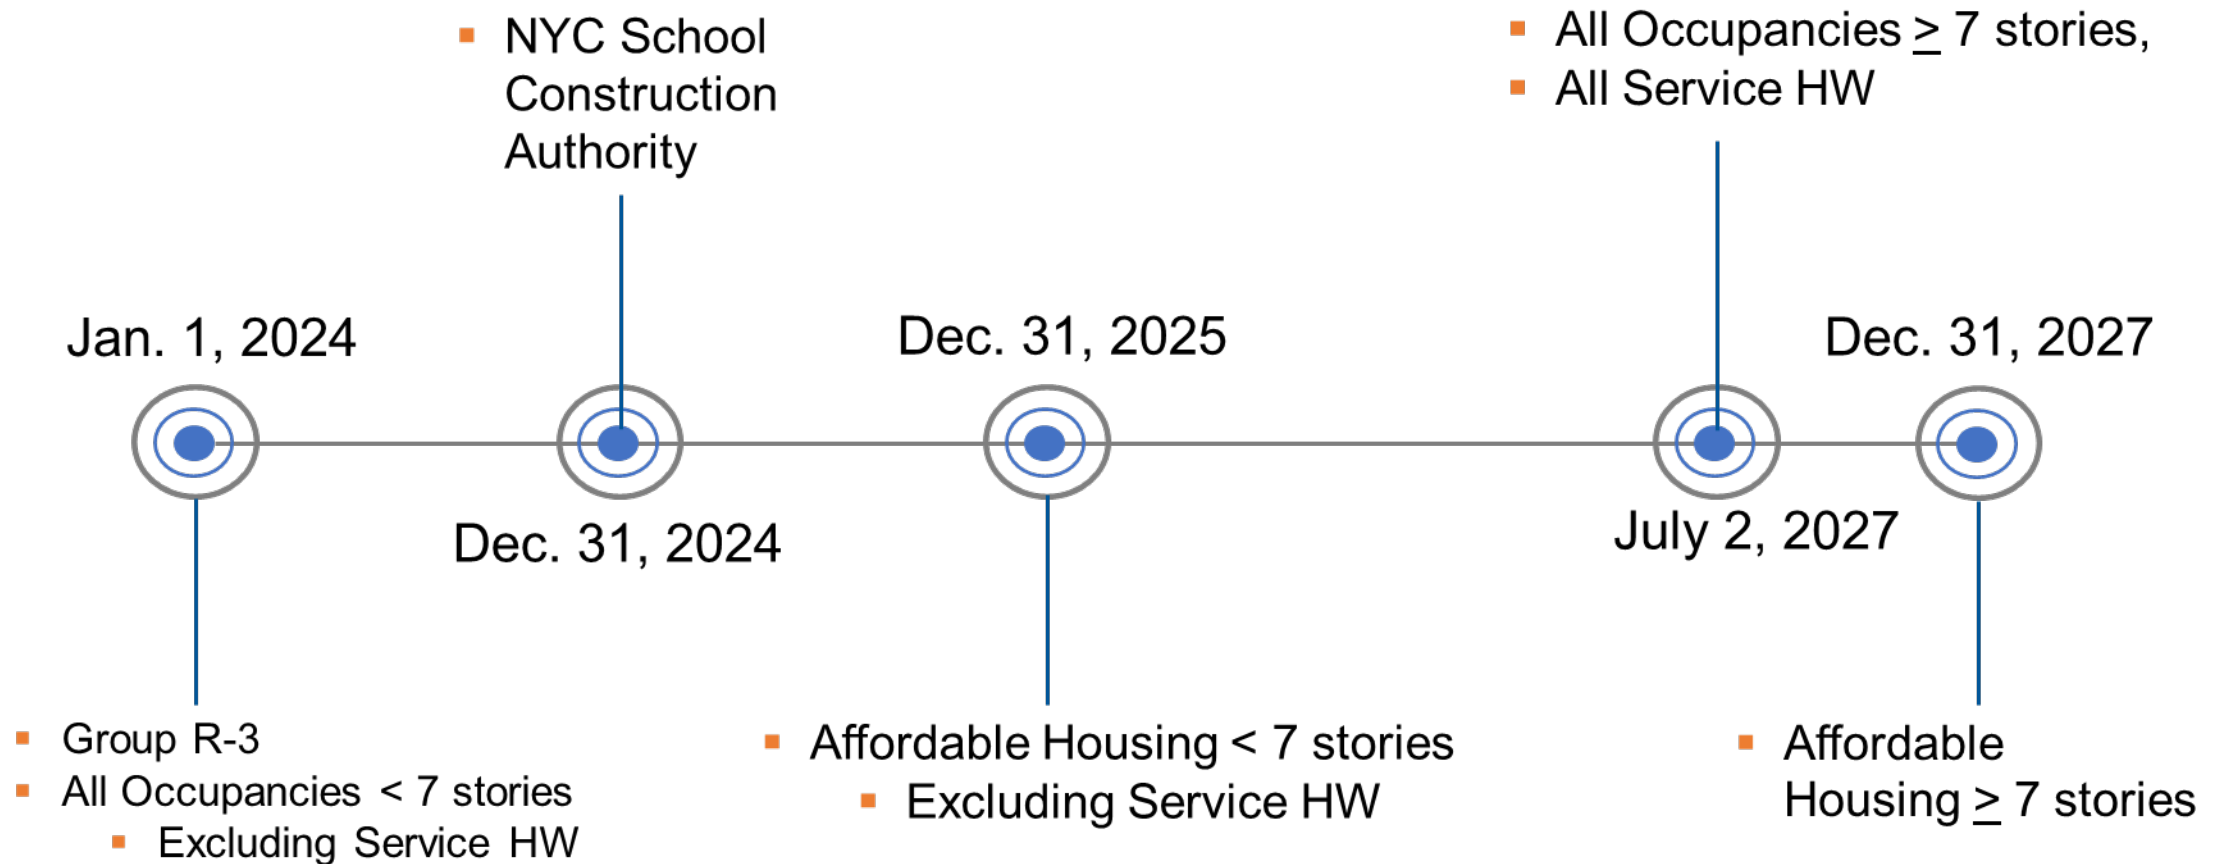 NYC School
Construction
Authority
All Occupancies ≥ 7 stories,
All Service HW
Jan. 1, 2024
Dec. 31, 2025
Dec. 31, 2027
Dec. 31, 2024
July 2, 2027
Group R-3
All Occupancies < 7 stories
Excluding Service HW
Affordable Housing < 7 stories
Excluding Service HW
Affordable
Housing ≥ 7 stories